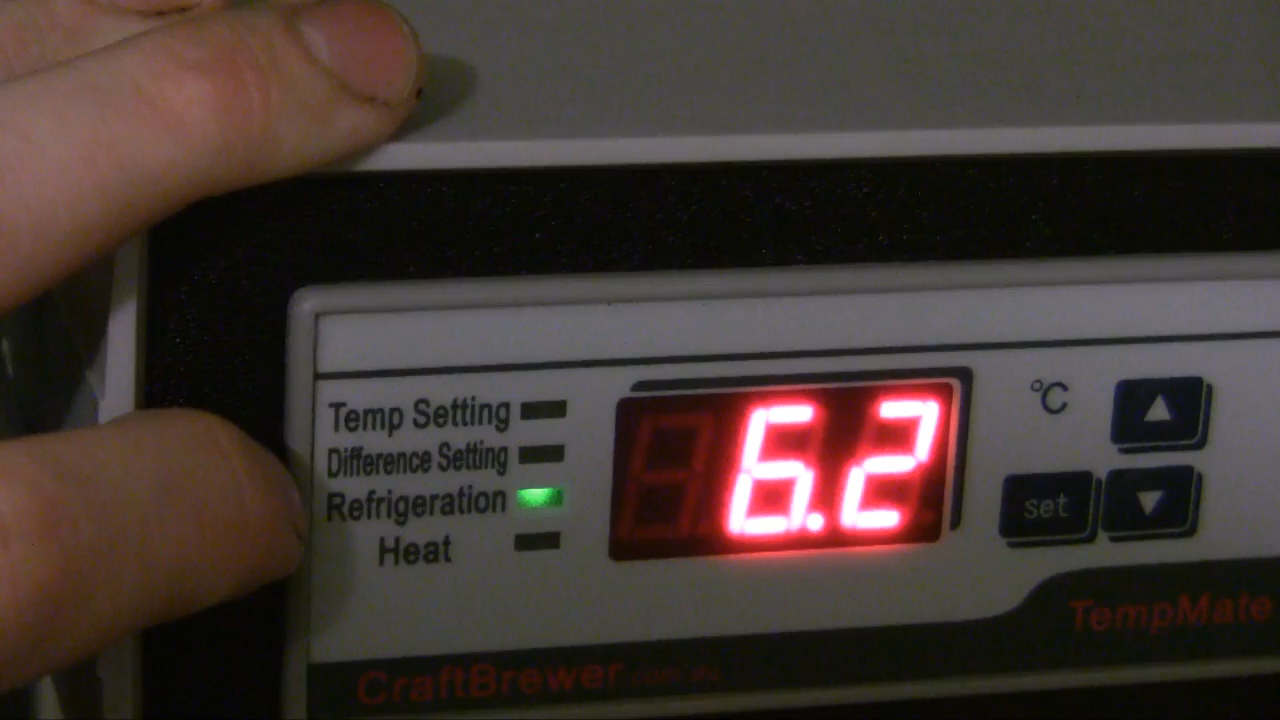 Temp Setting
Difference Setting
Refrigeration
Heat
6.2
°C
set
TempMate
CraftBrewer.com.au